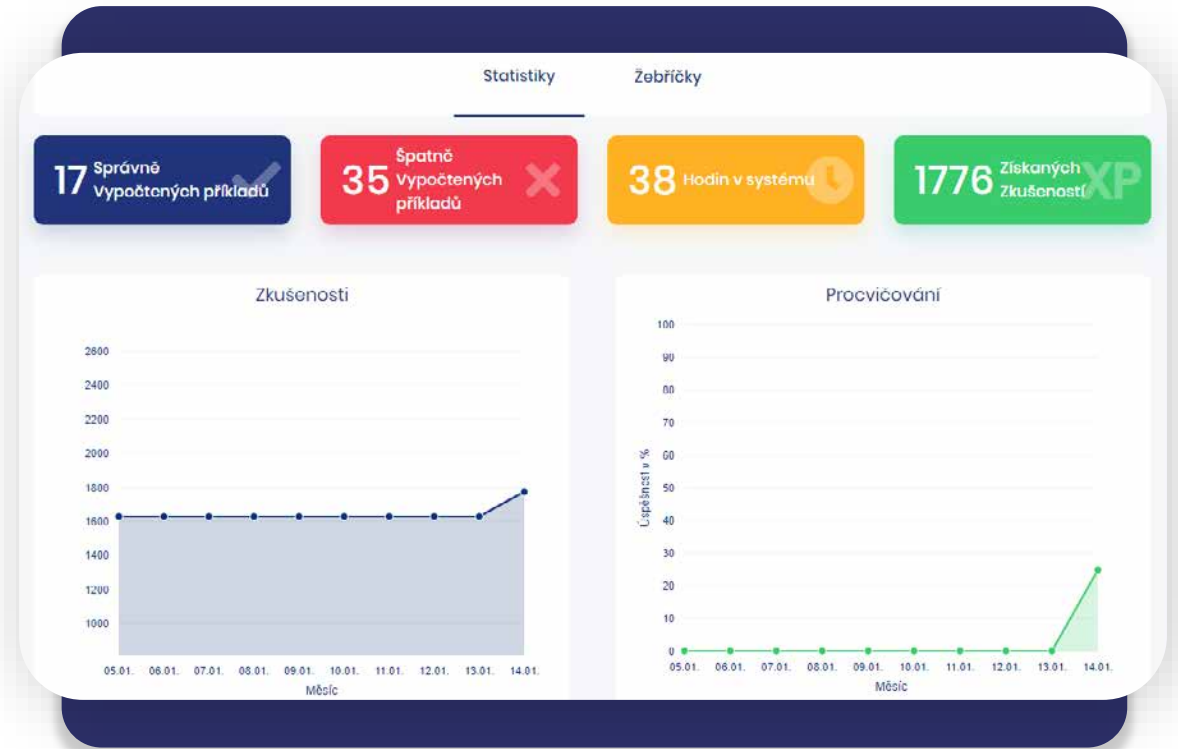 Statistiky Žebříčky
17 Správně
Vypočtených příkladů
35 Špatně
Vypočtených
příkladů
38 Hodin v systému
1776 Získaných
Zkušeností
XP
Zkušenosti
2600
2400
2200
2000
1800
1600
1400
1200
1000
05.01. 06.01. 07.01. 08.01. 09.01. 10.01. 11.01. 12.01. 13.01. 14.01.
Měsíc
Procvičování
Úspěšnost v %
100
90
80
70
60
50
40
30
20
10
0
05.01. 06.01. 07.01. 08.01. 09.01. 10.01. 11.01. 12.01. 13.01. 14.01.
Měsíc